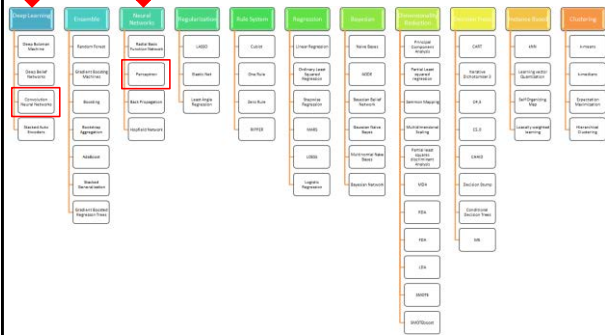 Deep Learning
Deep Boltzman
Machine
Deep Belief
Networks
Convolution
Neural Networks
Stacked Auto
Encoders
Ensemble
Random Forest
Gradient Boosting
Machines
Boosting
Bootstrap
Aggregation
AdaBoost
Stacked
Generalization
Gradient Boosted
Regression Trees
Neural
Networks
Radial Basis
Function Network
Perceptron
Back Propagation
Hopfield Network
Regularization
LASSO
Elastic Net
Least Angle
Regression
Rule System
Cubist
One Rule
Zero Rule
RIPPER
Regression
Linear Regression
Ordinary Least
Squared
Regression
Stepwise
Regression
MARS
LOESS
Logistic
Regression
Bayesian
Naive Bayes
AODE
Bayesian Belief
Network
Gaussian Naive
Bayes
Multinomial Naive
Bayes
Bayesian Network
Dimensionality
Reduction
Principal
Component
Analysis
Partial Least
squared
regression
Sammon Mapping
Multidimensional
Scaling
Partial least
squares
discriminant
Analysis
MDA
RDA
FDA
LDA
SMOTE
SMOTEBoost
Decision Trees
CART
Iterative
Dichotomiser 3
C4.5
C5.0
CHAID
Decision Stump
Conditional
Decision Trees
M5
Instance Based
kNN
Learning vector
Quantization
Self Organizing
Map
Locally weighted
learning
Clustering
k-means
k-medians
Expectation
Maximization
Hierarchical
Clustering